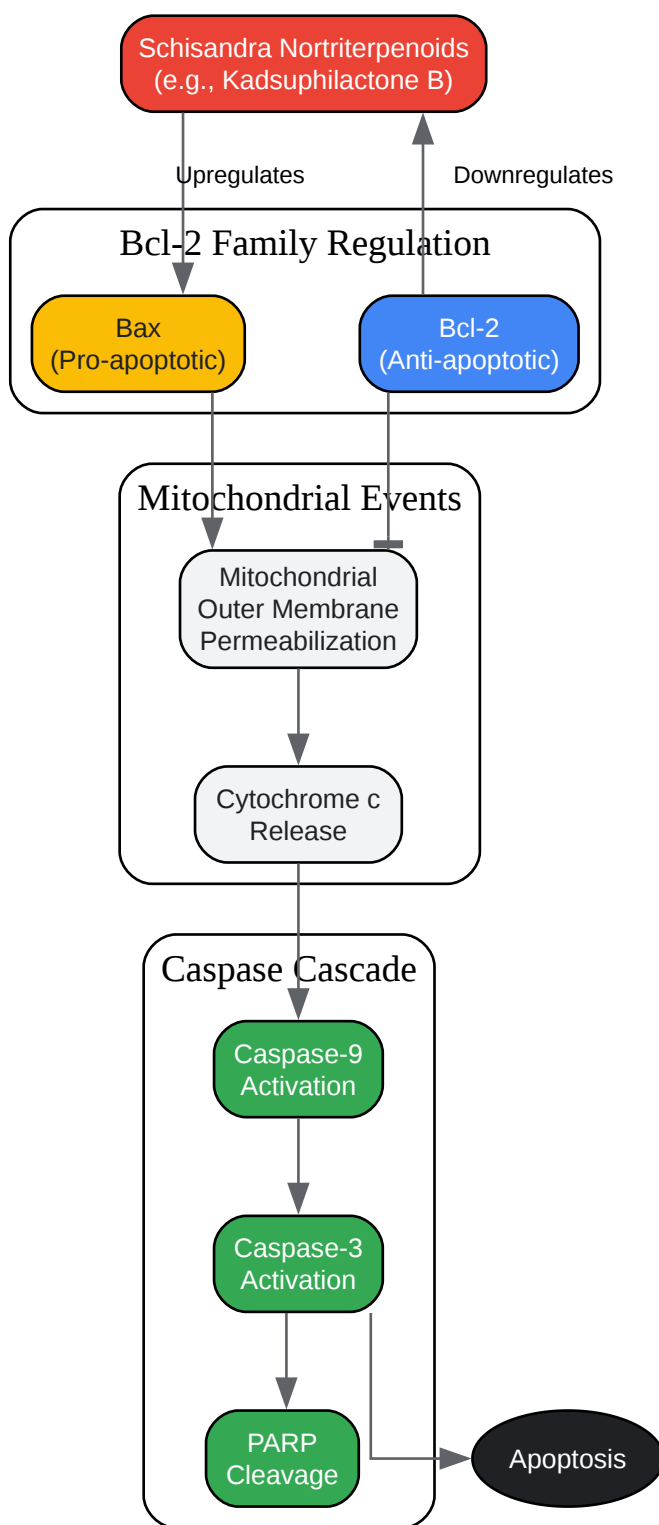 Schisandra Nortriterpenoids
(e.g., Kadsuphilactone B)
Upregulates
Downregulates
Bcl-2 Family Regulation
Bax
(Pro-apoptotic)
Bcl-2
(Anti-apoptotic)
Mitochondrial Events
Mitochondrial
Outer Membrane
Permeabilization
Cytochrome c
Release
Caspase Cascade
Caspase-9
Activation
Caspase-3
Activation
PARP
Cleavage
Apoptosis